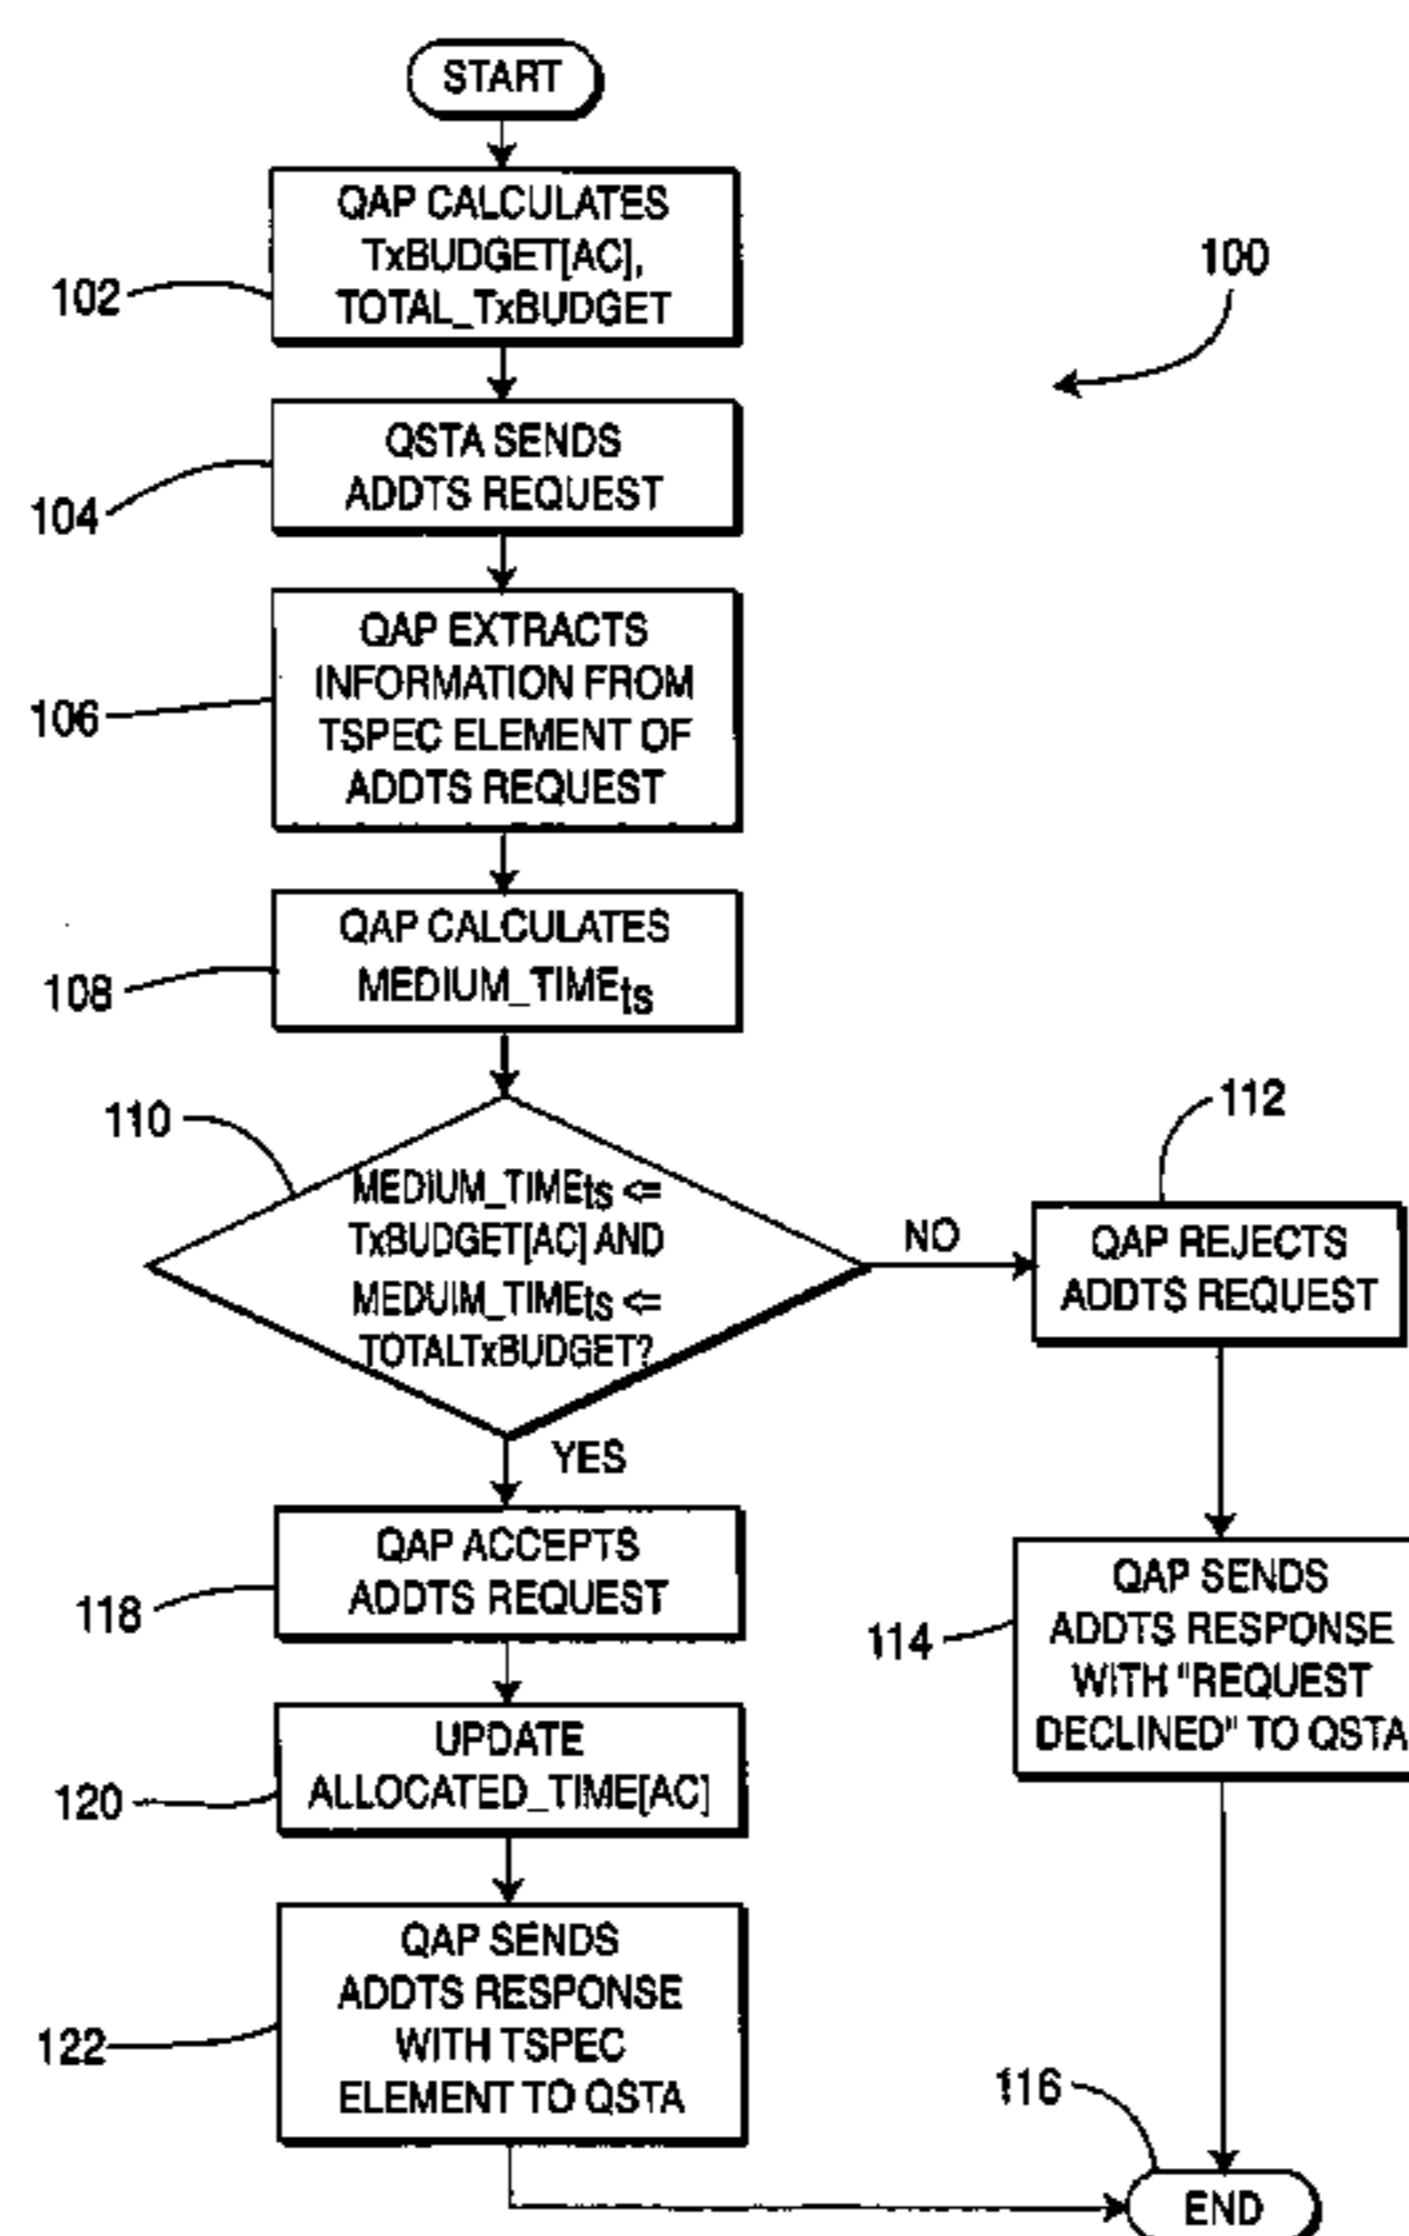 START
QAP CALCULATES
TxBUDGET[AC],
TOTAL_TxBUDGET
102
100
QSTA SENDS
ADDTS REQUEST
104
QAP EXTRACTS
INFORMATION FROM
TSPEC ELEMENT OF
ADDTS REQUEST
106
QAP CALCULATES
MEDIUM_TIMEts
108
110
MEDIUM_TIMEts <=
TxBUDGET[AC] AND
MEDUIM_TIMEts <=
TOTALTxBUDGET?
NO
112
QAP REJECTS
ADDTS REQUEST
YES
QAP ACCEPTS
ADDTS REQUEST
118
114
QAP SENDS
ADDTS RESPONSE
WITH "REQUEST
DECLINED" TO QSTA
UPDATE
ALLOCATED_TIME[AC]
120
QAP SENDS
ADDTS RESPONSE
WITH TSPEC
ELEMENT TO QSTA
122
116
END